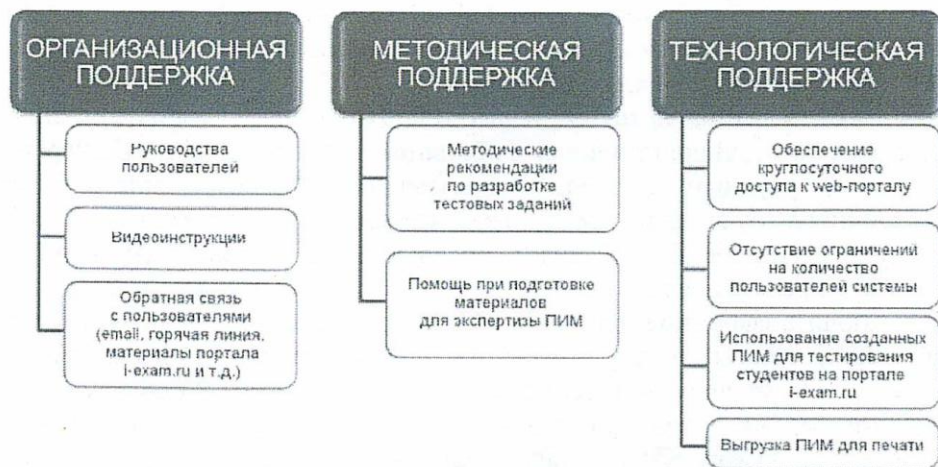 ОРГАНИЗАЦИОННАЯ
ПОДДЕРЖКА
Руководства
пользователей
Видеоинструкции
Обратная связь
с пользователями
(email, горячая линия,
материалы портала
i-exam.ru и т.д.)
МЕТОДИЧЕСКАЯ
ПОДДЕРЖКА
Методические
рекомендации
по разработке
тестовых заданий
Помощь при подготовке
материалов
для экспертизы ПИМ
ТЕХНОЛОГИЧЕСКАЯ
ПОДДЕРЖКА
Обеспечение
круглосуточного
доступа к web-порталу
Отсутствие ограничений
на количество
пользователей системы
Использование созданных
ПИМ для тестирования
студентов на портале
i-exam.ru
Выгрузка ПИМ для печати